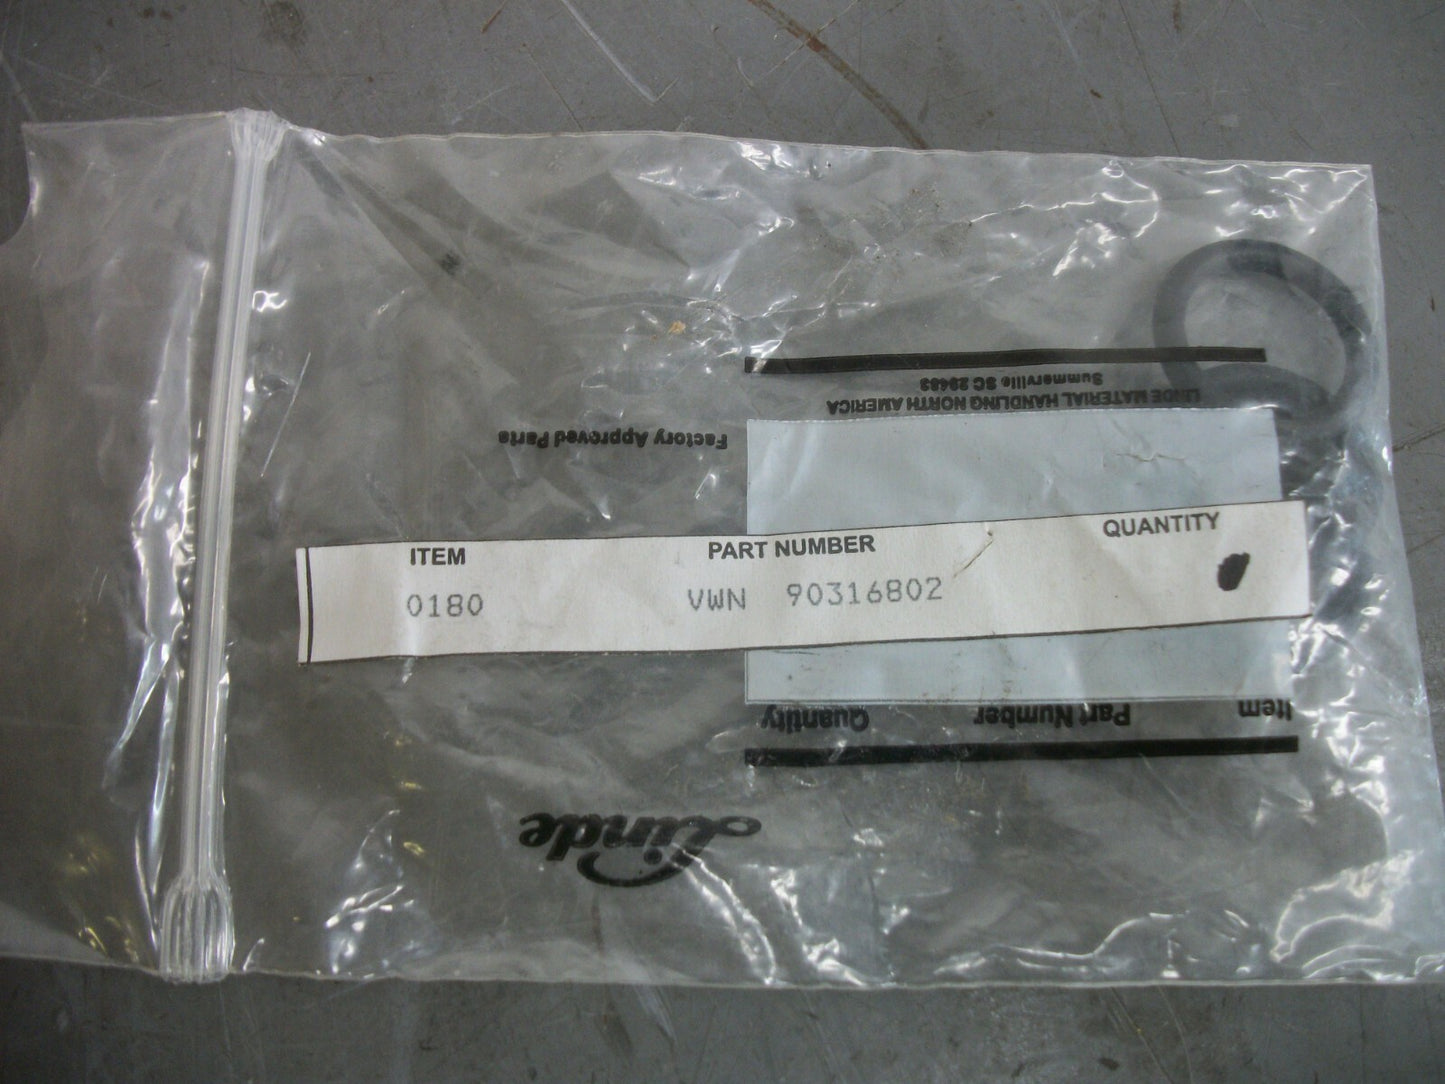 ITEM PART NUMBER QUANTITY
0180 VWN 90316802
Linde
Item Part Number Quantity
Factory Approved Parts
LINDE MATERIAL HANDLING NORTH AMERICA
Summerville SC 29483